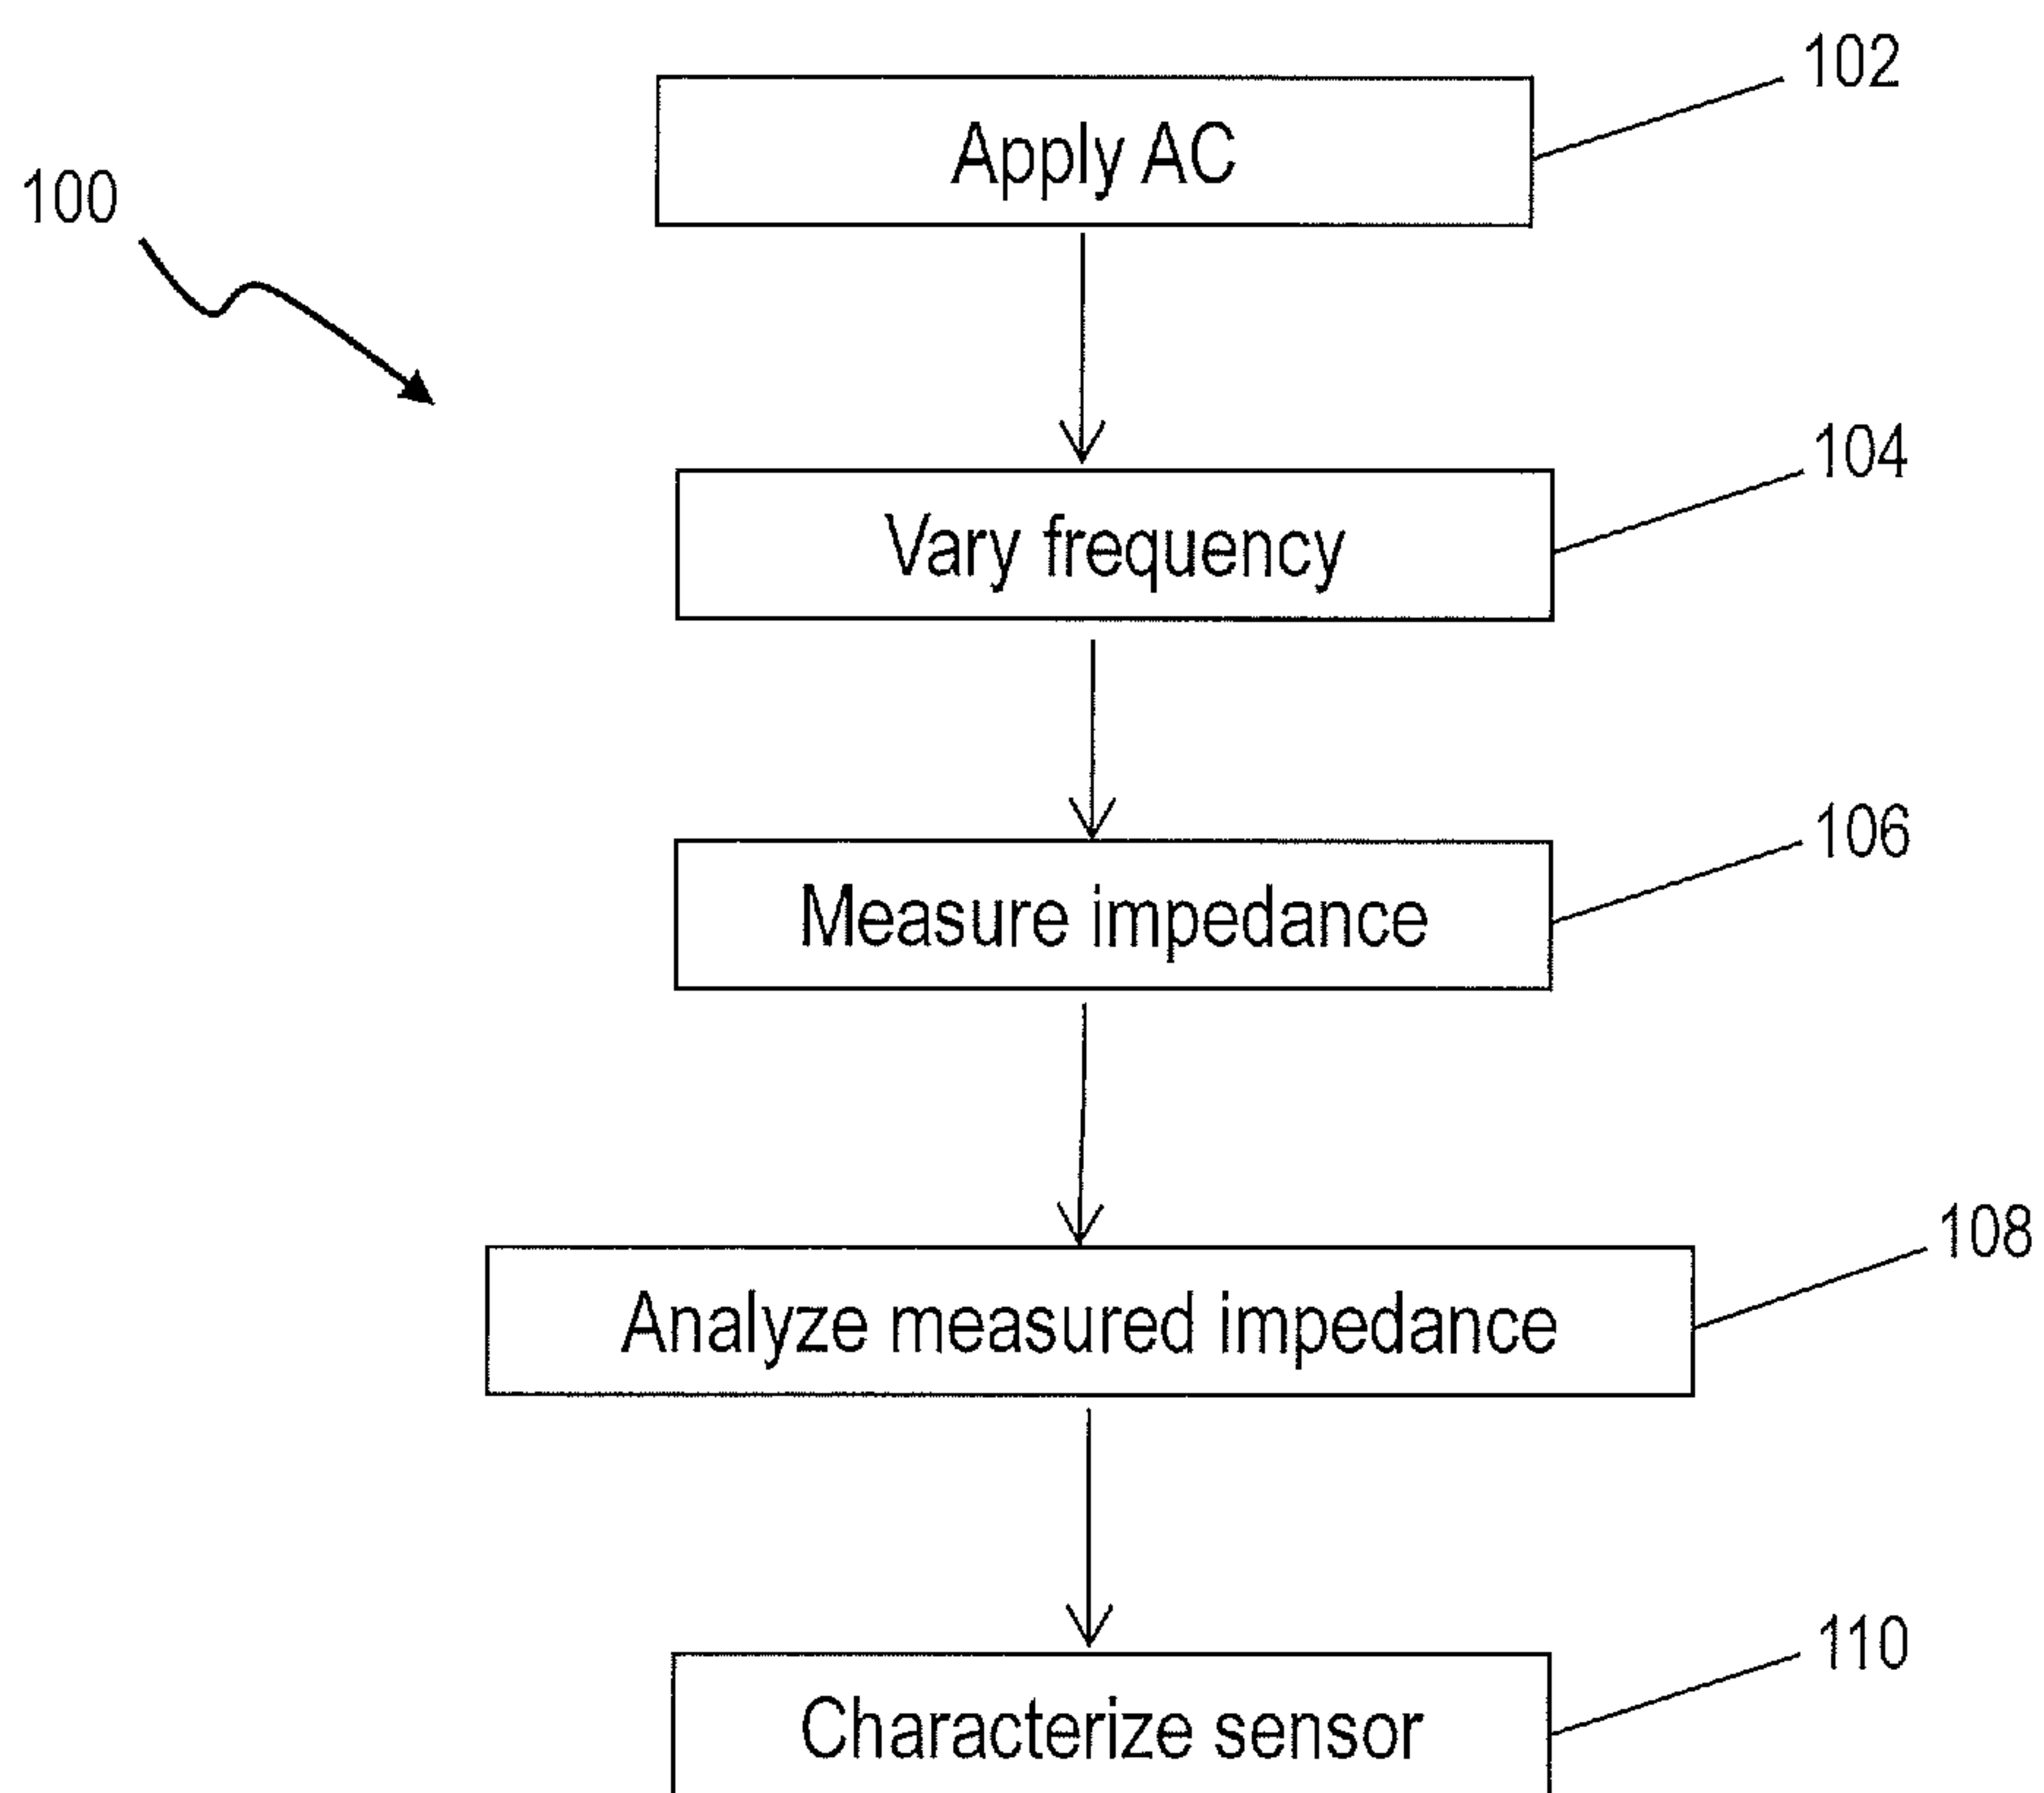 102
Apply AC
100
104
Vary frequency
106
Measure impedance
108
Analyze measured impedance
110
Characterize sensor